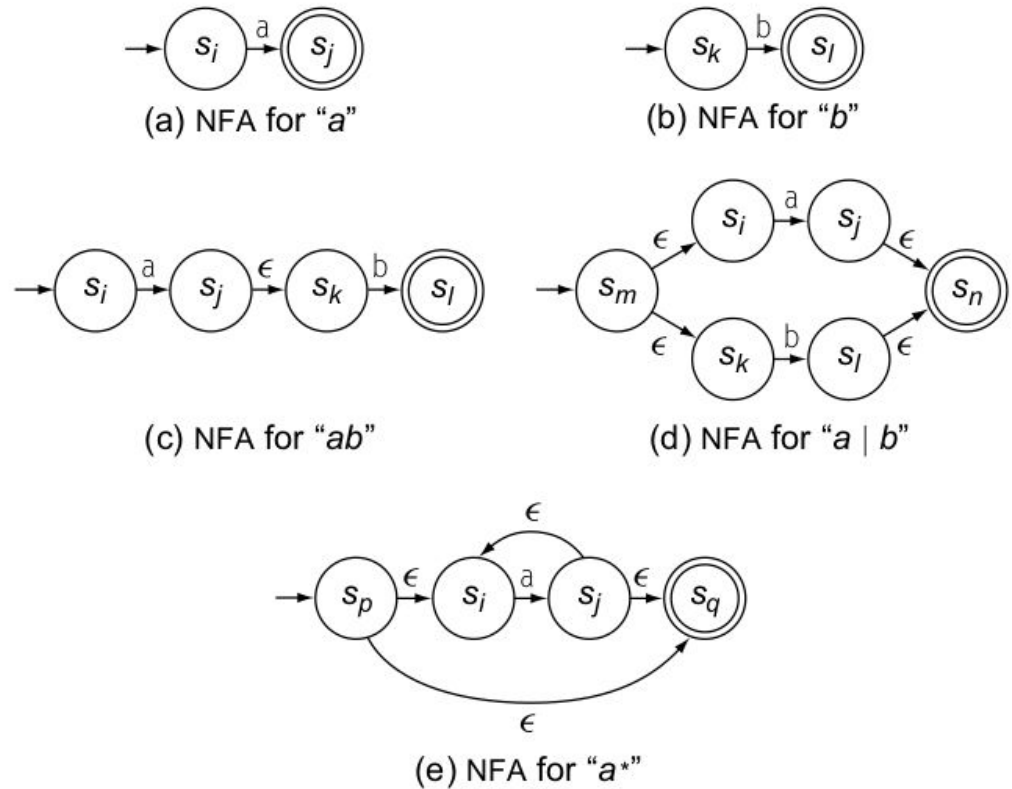 a
s_i s_j
(a) NFA for “a”
b
s_k s_l
(b) NFA for “b”
a ϵ b
s_i s_j s_k s_l
(c) NFA for “ab”
a
s_i s_j
ϵ ϵ
s_m s_n
ϵ b ϵ
s_k s_l
(d) NFA for “a | b”
ϵ
ϵ a ϵ
s_p s_i s_j s_q
ϵ
(e) NFA for “a*”